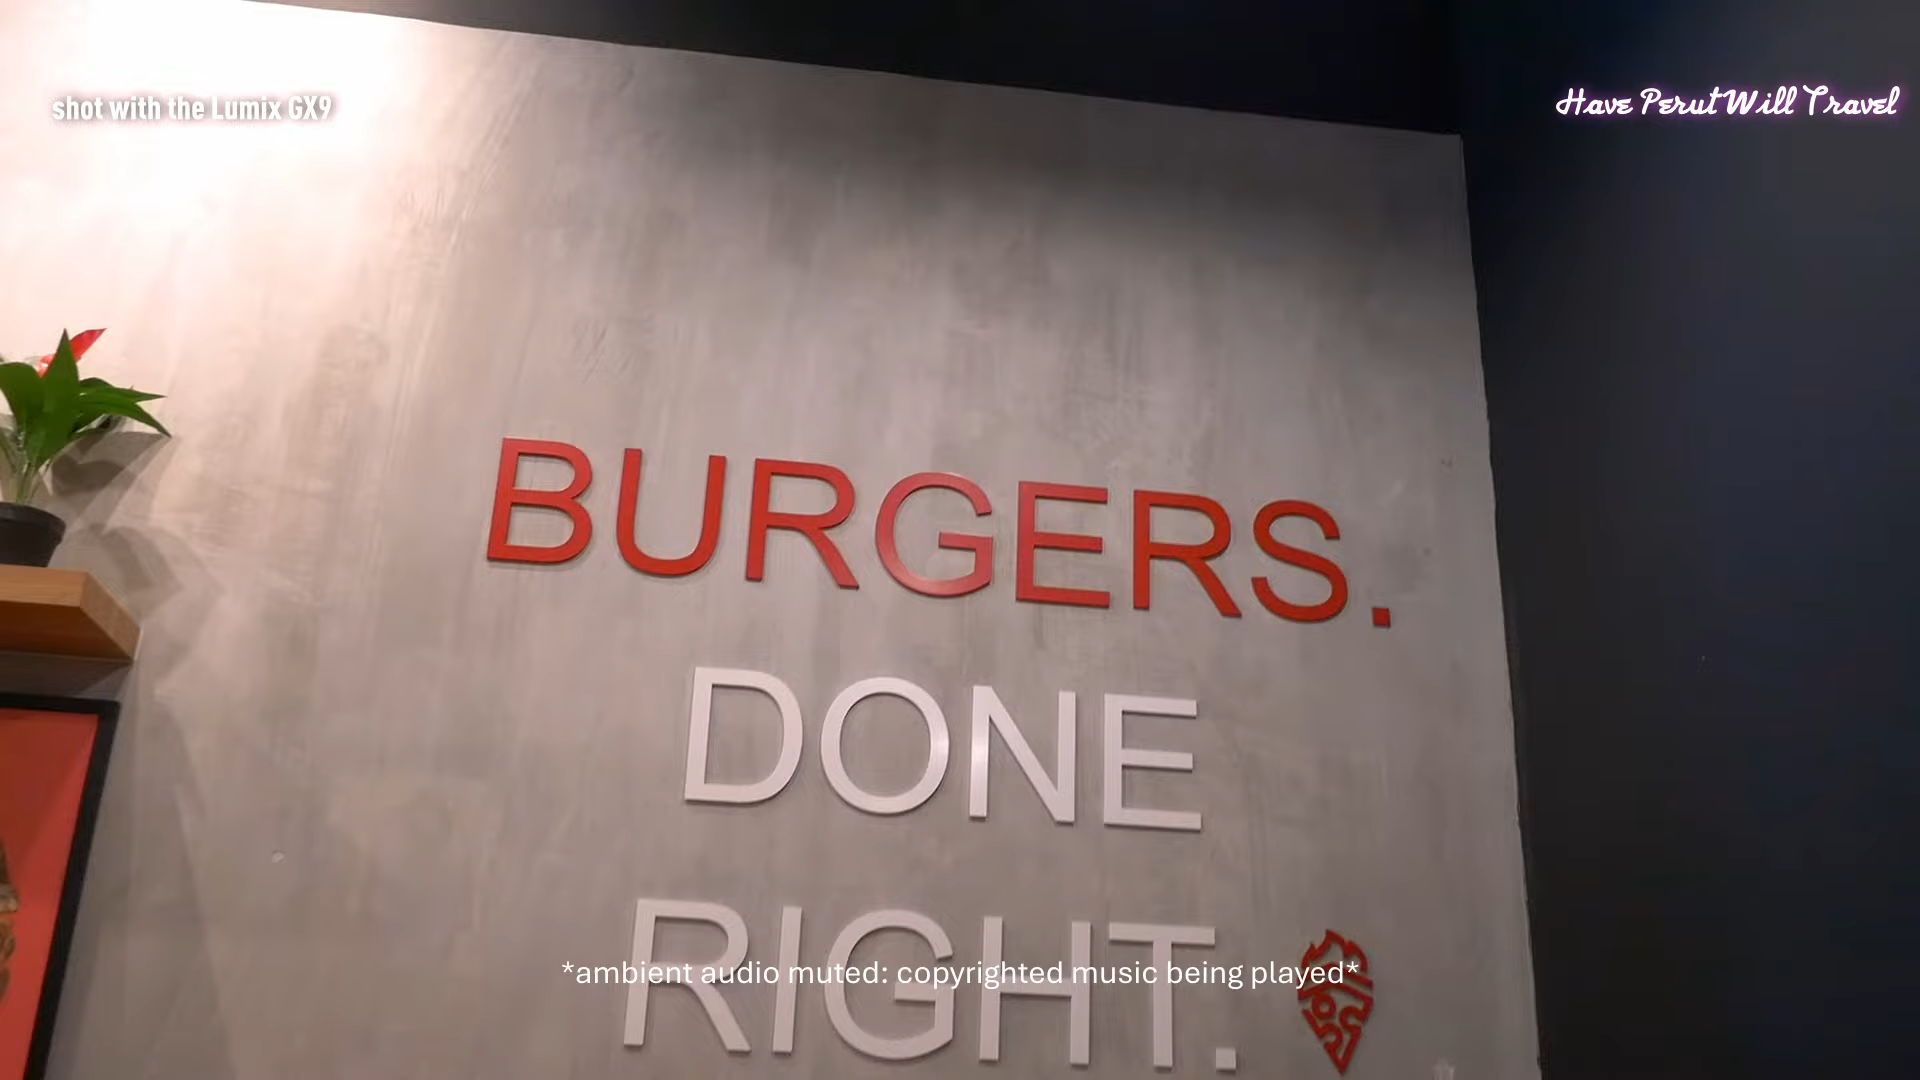 shot with the Lumix GX9
Have Perut Will Travel
BURGERS.
DONE
RIGHT.
*ambient audio muted: copyrighted music being played*